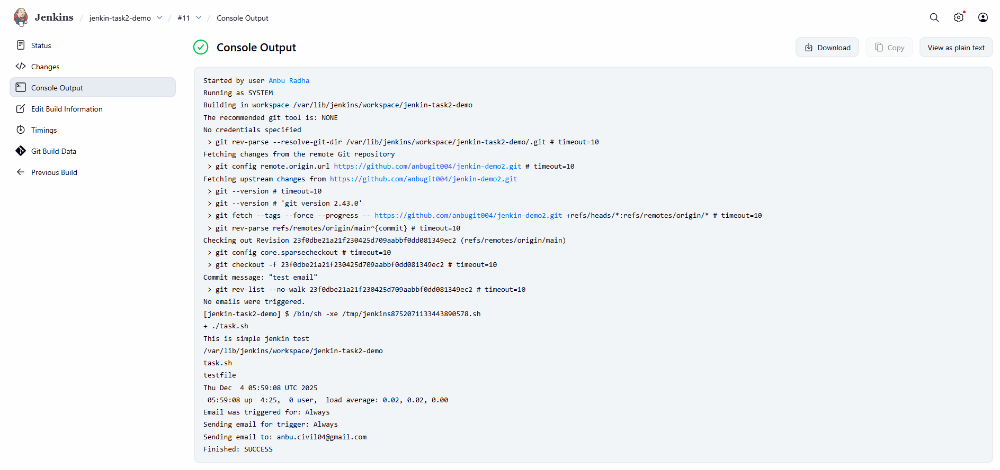 Jenkins / jenkin-task2-demo / #11 / Console Output
Status
Changes
Console Output
Edit Build Information
Timings
Git Build Data
Previous Build
Console Output
Download
Copy
View as plain text
Started by user Anbu Radha
Running as SYSTEM
Building in workspace /var/lib/jenkins/workspace/jenkin-task2-demo
The recommended git tool is: NONE
No credentials specified
 > git rev-parse --resolve-git-dir /var/lib/jenkins/workspace/jenkin-task2-demo/.git # timeout=10
Fetching changes from the remote Git repository
 > git config remote.origin.url https://github.com/anbugit004/jenkin-demo2.git # timeout=10
Fetching upstream changes from https://github.com/anbugit004/jenkin-demo2.git
 > git --version # timeout=10
 > git --version # 'git version 2.43.0'
 > git fetch --tags --force --progress -- https://github.com/anbugit004/jenkin-demo2.git +refs/heads/*:refs/remotes/origin/* # timeout=10
 > git rev-parse refs/remotes/origin/main^{commit} # timeout=10
Checking out Revision 23f0dbe21a21f230425d709aabbf0dd081349ec2 (refs/remotes/origin/main)
 > git config core.sparsecheckout # timeout=10
 > git checkout -f 23f0dbe21a21f230425d709aabbf0dd081349ec2 # timeout=10
Commit message: "test email"
 > git rev-list --no-walk 23f0dbe21a21f230425d709aabbf0dd081349ec2 # timeout=10
No emails were triggered.
[jenkin-task2-demo] $ /bin/sh -xe /tmp/jenkins8752071133443890578.sh
+ ./task.sh
This is simple jenkin test
/var/lib/jenkins/workspace/jenkin-task2-demo
task.sh
testfile
Thu Dec  4 05:59:08 UTC 2025
 05:59:08 up  4:25,  0 user,  load average: 0.02, 0.02, 0.00
Email was triggered for: Always
Sending email for trigger: Always
Sending email to: anbu.civil04@gmail.com
Finished: SUCCESS